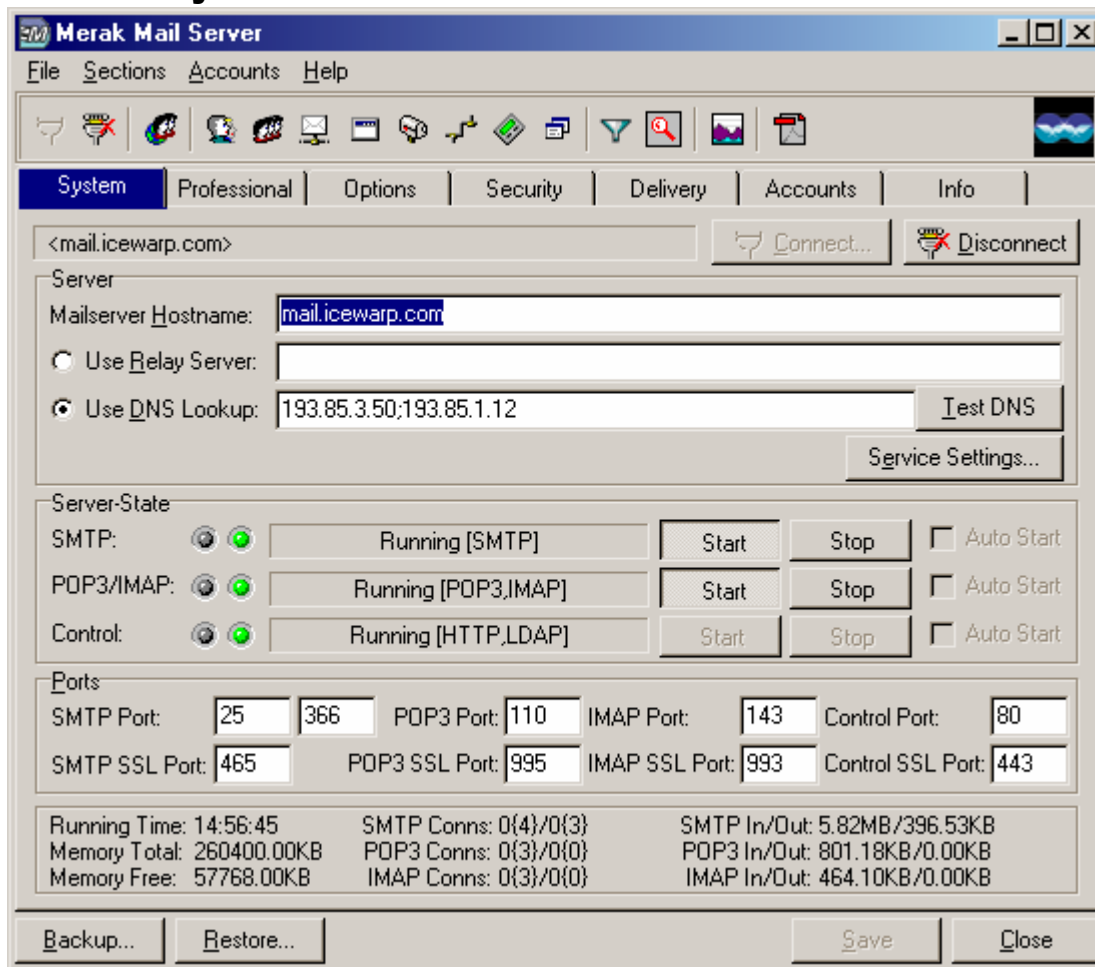 Merak Mail Server
File Sections Accounts Help
System Professional Options Security Delivery Accounts Info
<mail.icewarp.com> Connect... Disconnect
Server
Mailserver Hostname: mail.icewarp.com
Use Relay Server:
Use DNS Lookup: 193.85.3.50;193.85.1.12 Test DNS
Service Settings...
Server-State
SMTP: Running [SMTP] Start Stop Auto Start
POP3/IMAP: Running [POP3,IMAP] Start Stop Auto Start
Control: Running [HTTP,LDAP] Start Stop Auto Start
Ports
SMTP Port: 25 366 POP3 Port: 110 IMAP Port: 143 Control Port: 80
SMTP SSL Port: 465 POP3 SSL Port: 995 IMAP SSL Port: 993 Control SSL Port: 443
Running Time: 14:56:45 SMTP Conns: 0{4}/0{3} SMTP In/Out: 5.82MB/396.53KB
Memory Total: 260400.00KB POP3 Conns: 0{3}/0{0} POP3 In/Out: 801.18KB/0.00KB
Memory Free: 57768.00KB IMAP Conns: 0{3}/0{0} IMAP In/Out: 464.10KB/0.00KB
Backup... Restore... Save Close